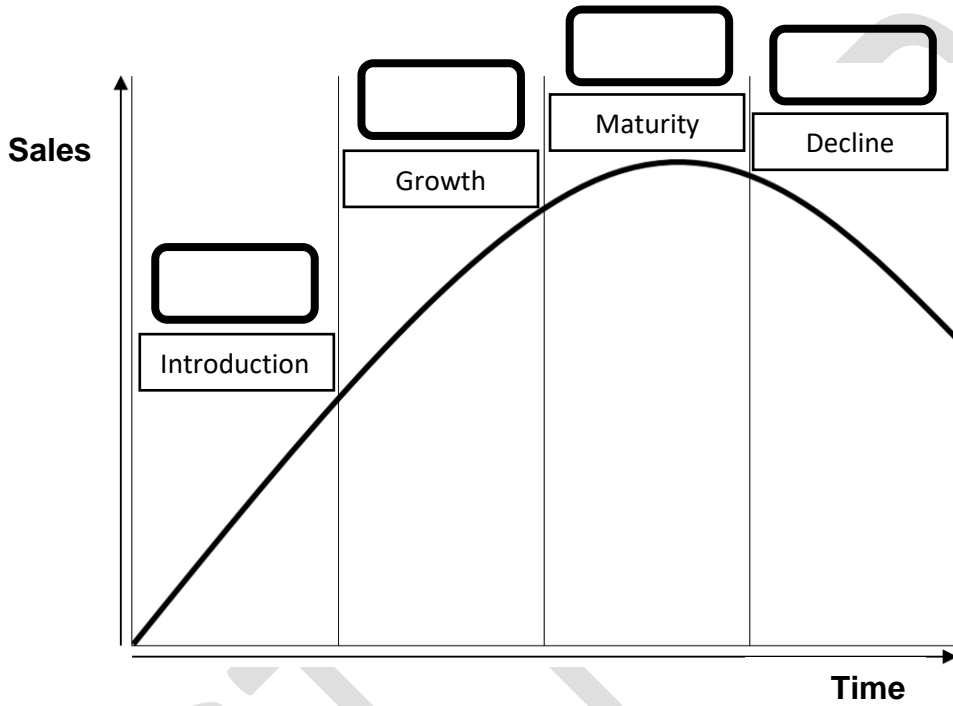 Maturity
Decline
Sales
Growth
Introduction
Time